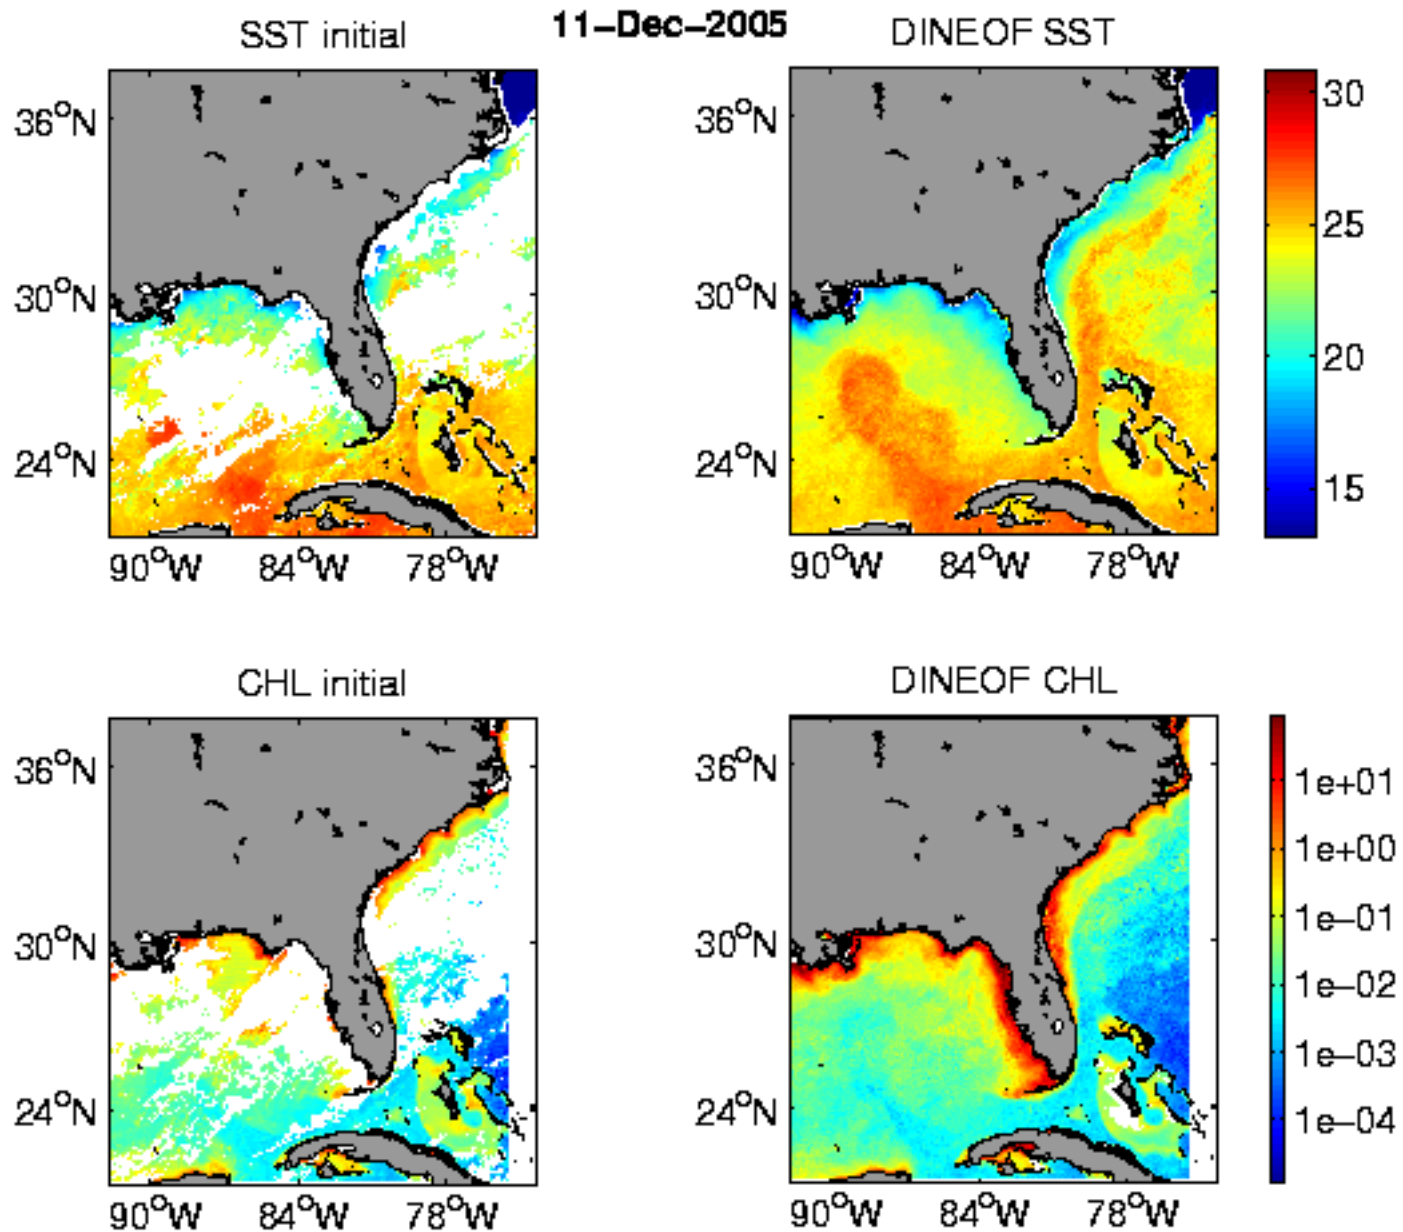 11-Dec-2005
SST initial
DINEOF SST
36°N
30°N
24°N
90°W 84°W 78°W
36°N
30°N
24°N
90°W 84°W 78°W
30
25
20
15
CHL initial
DINEOF CHL
36°N
30°N
24°N
90°W 84°W 78°W
36°N
30°N
24°N
90°W 84°W 78°W
1e+01
1e+00
1e-01
1e-02
1e-03
1e-04